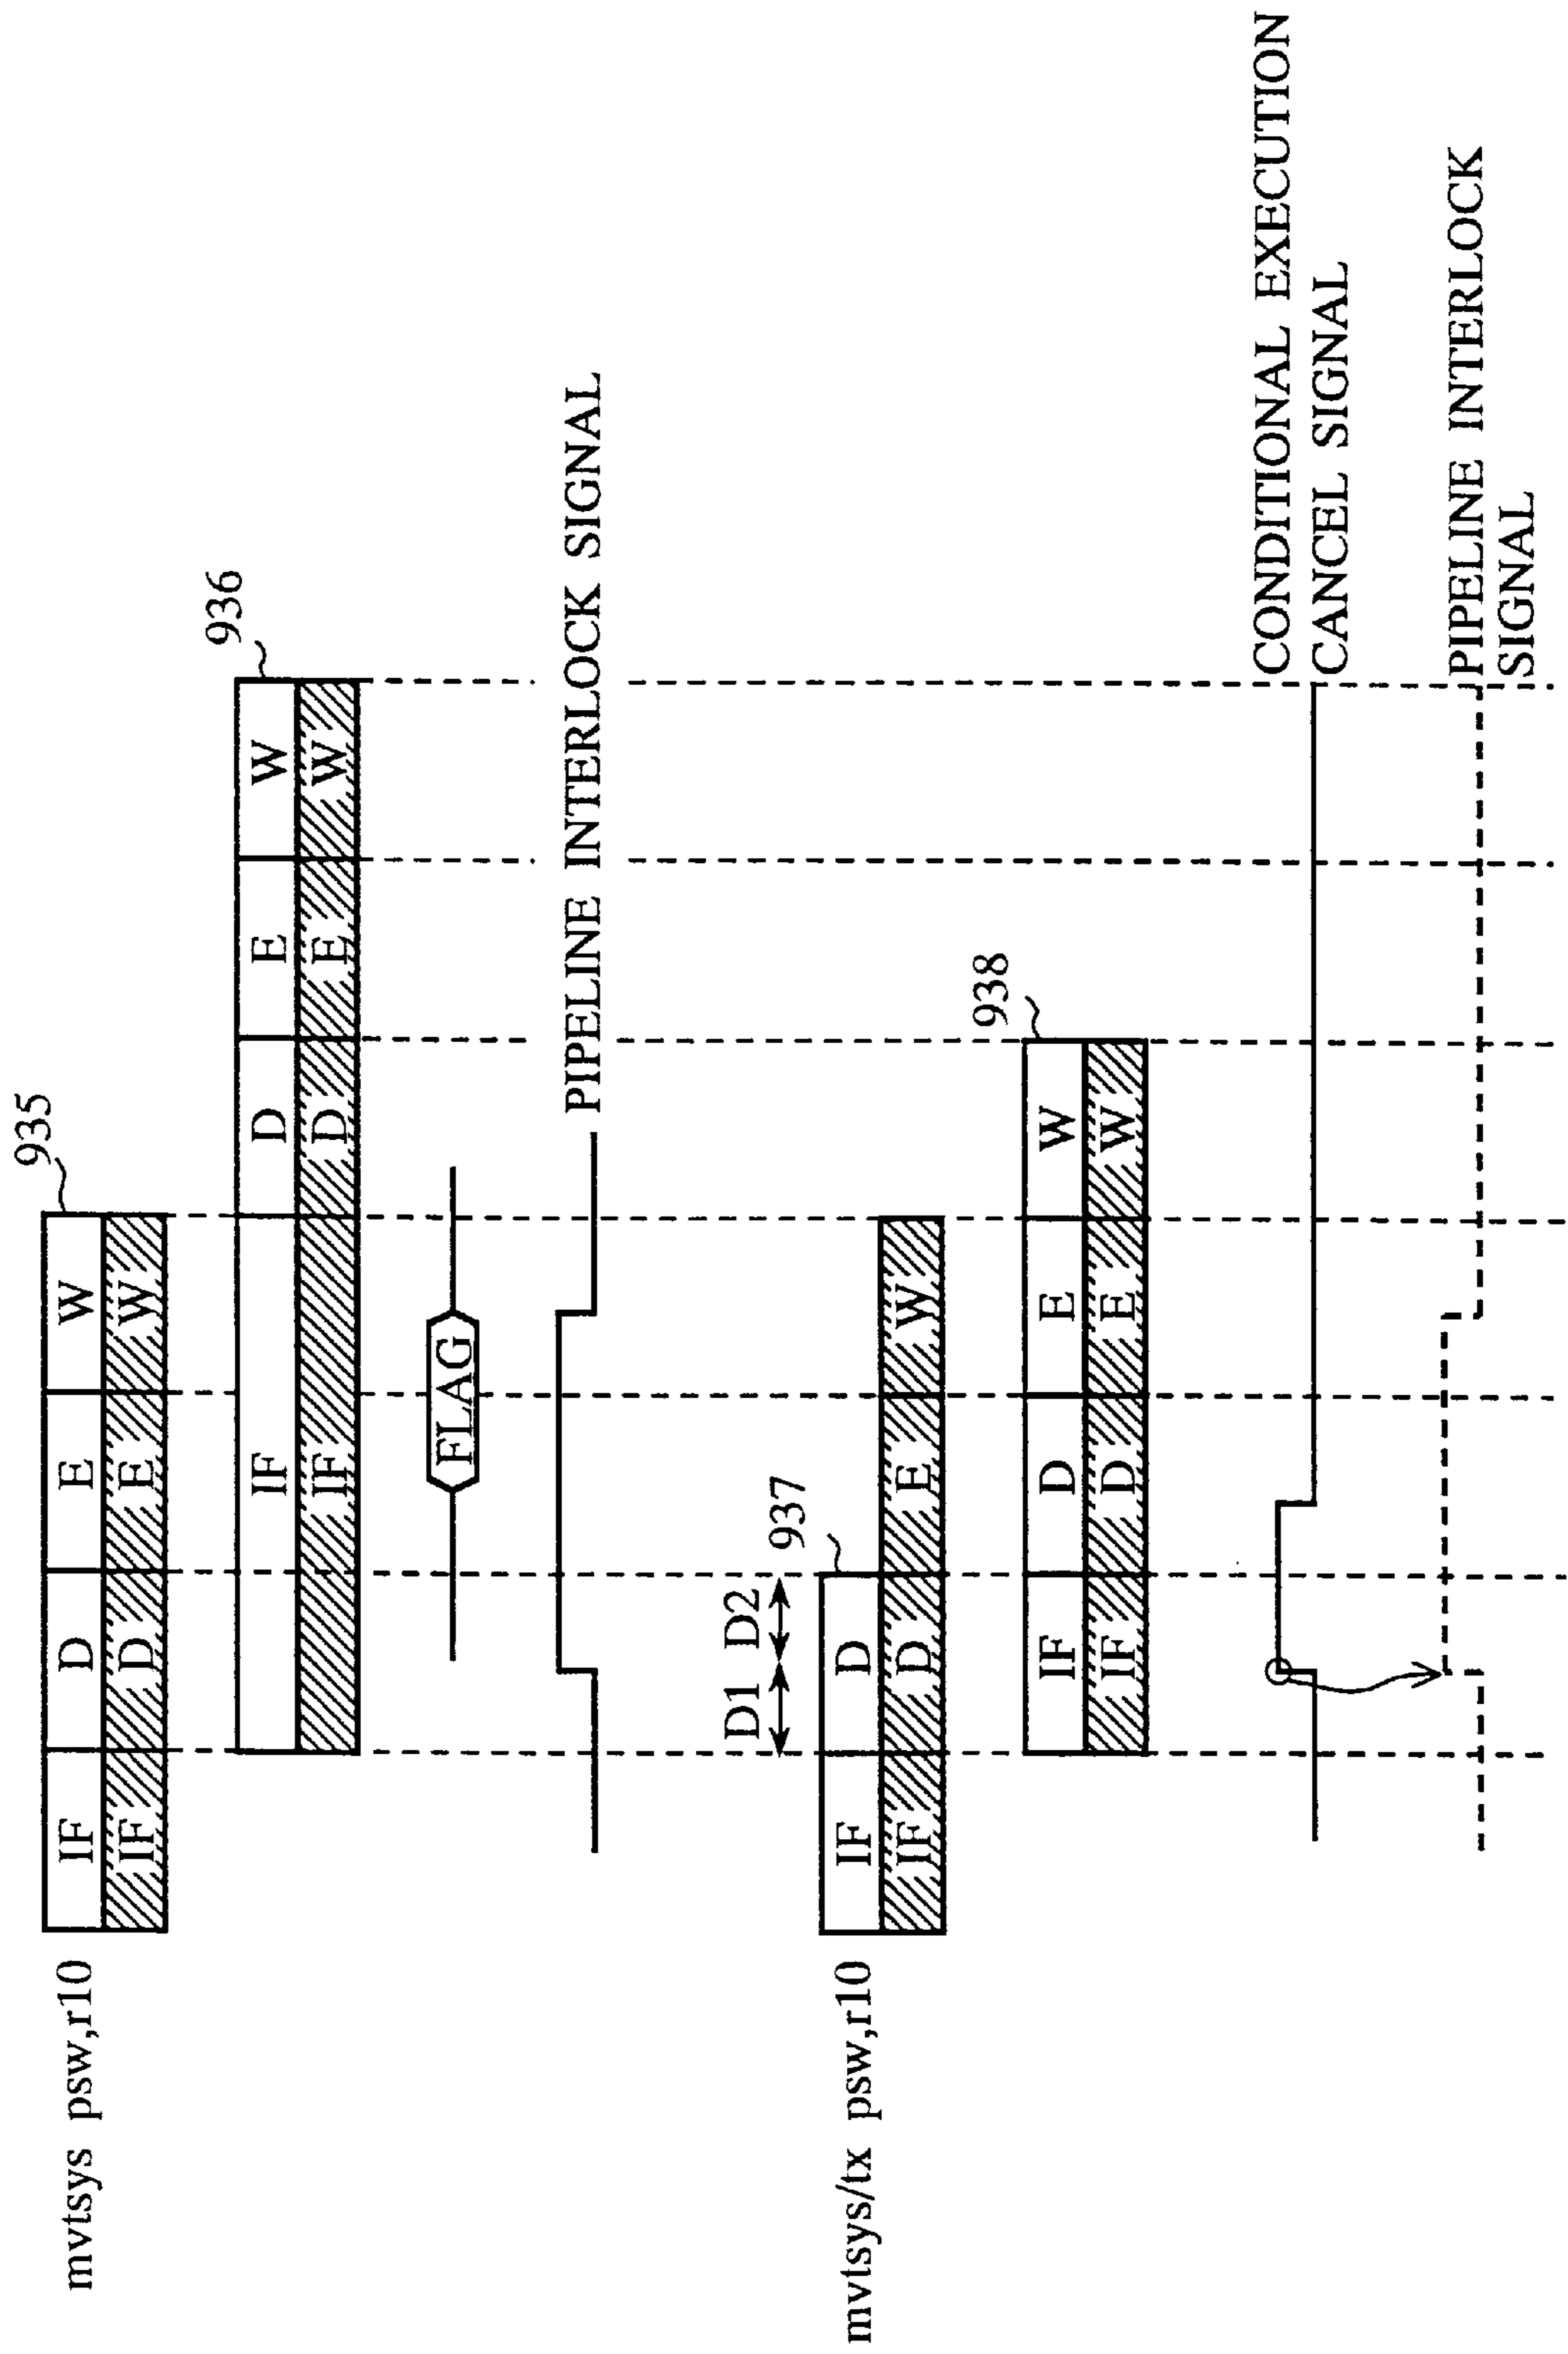 mvtsys psw,r10
IF D E W
IF D E W
935
IF D E W
IF D E W
936
FLAG
PIPELINE INTERLOCK SIGNAL
D1 D2
mvtsys/tx psw,r10
IF D
IF D E W
937
IF D E W
IF D E W
938
CONDITIONAL EXECUTION
CANCEL SIGNAL
PIPELINE INTERLOCK
SIGNAL